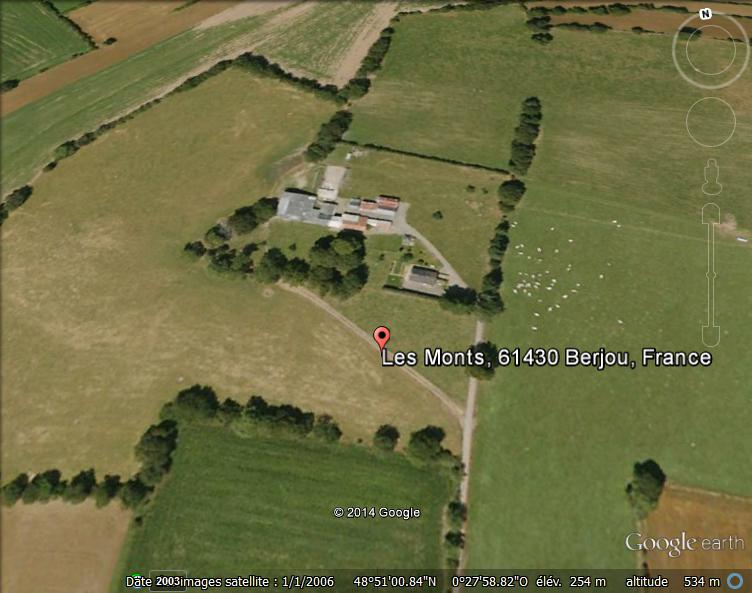 N
Les Monts, 61430 Berjou, France
© 2014 Google
Google earth
Date images satellite : 1/1/2006 48°51'00.84"N 0°27'58.82"O élév. 254 m altitude 534 m
2003